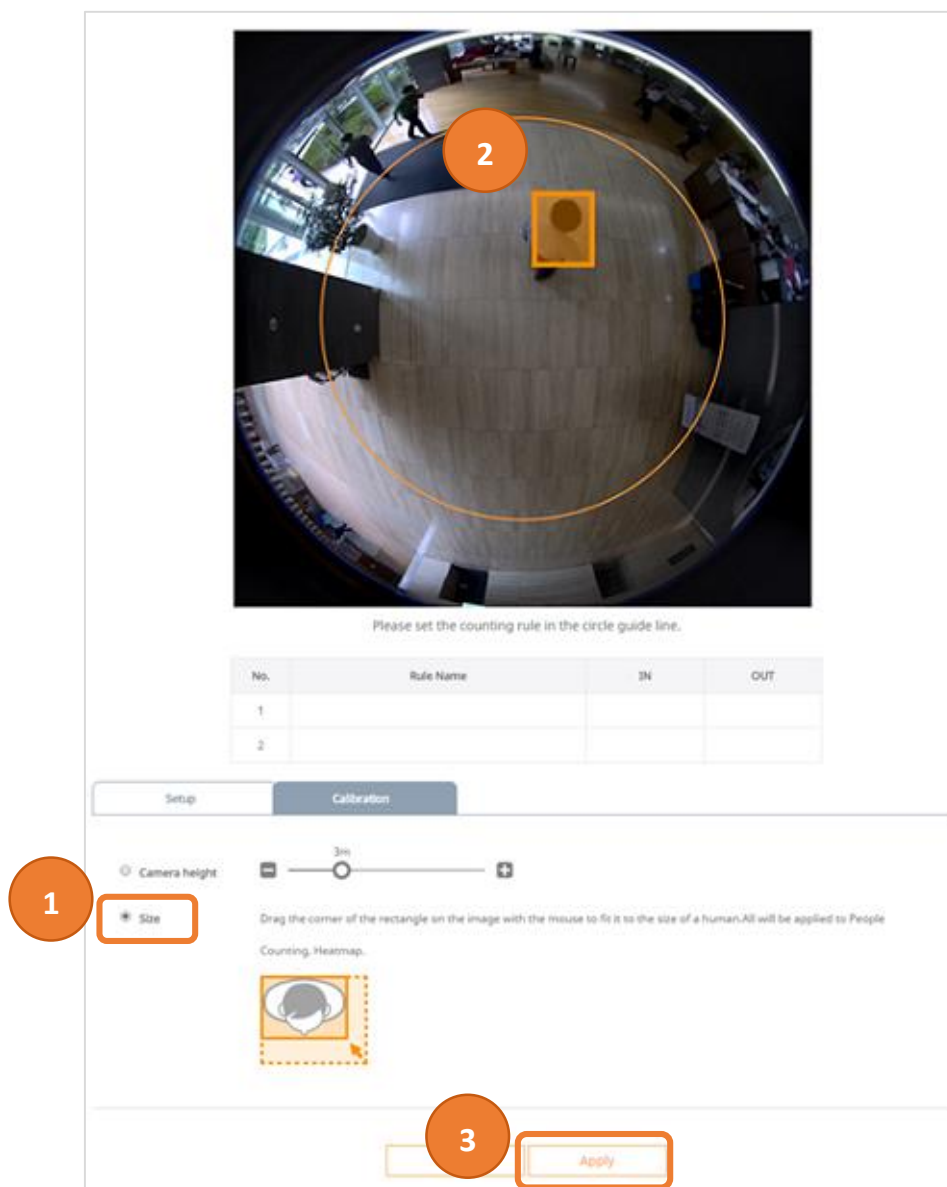 2
Please set the counting rule in the circle guide line.
No. Rule Name IN OUT
1
2
Setup Calibration
3m
Camera height
1
Size
Drag the corner of the rectangle on the image with the mouse to fit it to the size of a human.All will be applied to People
Counting, Heatmap.
3
Apply